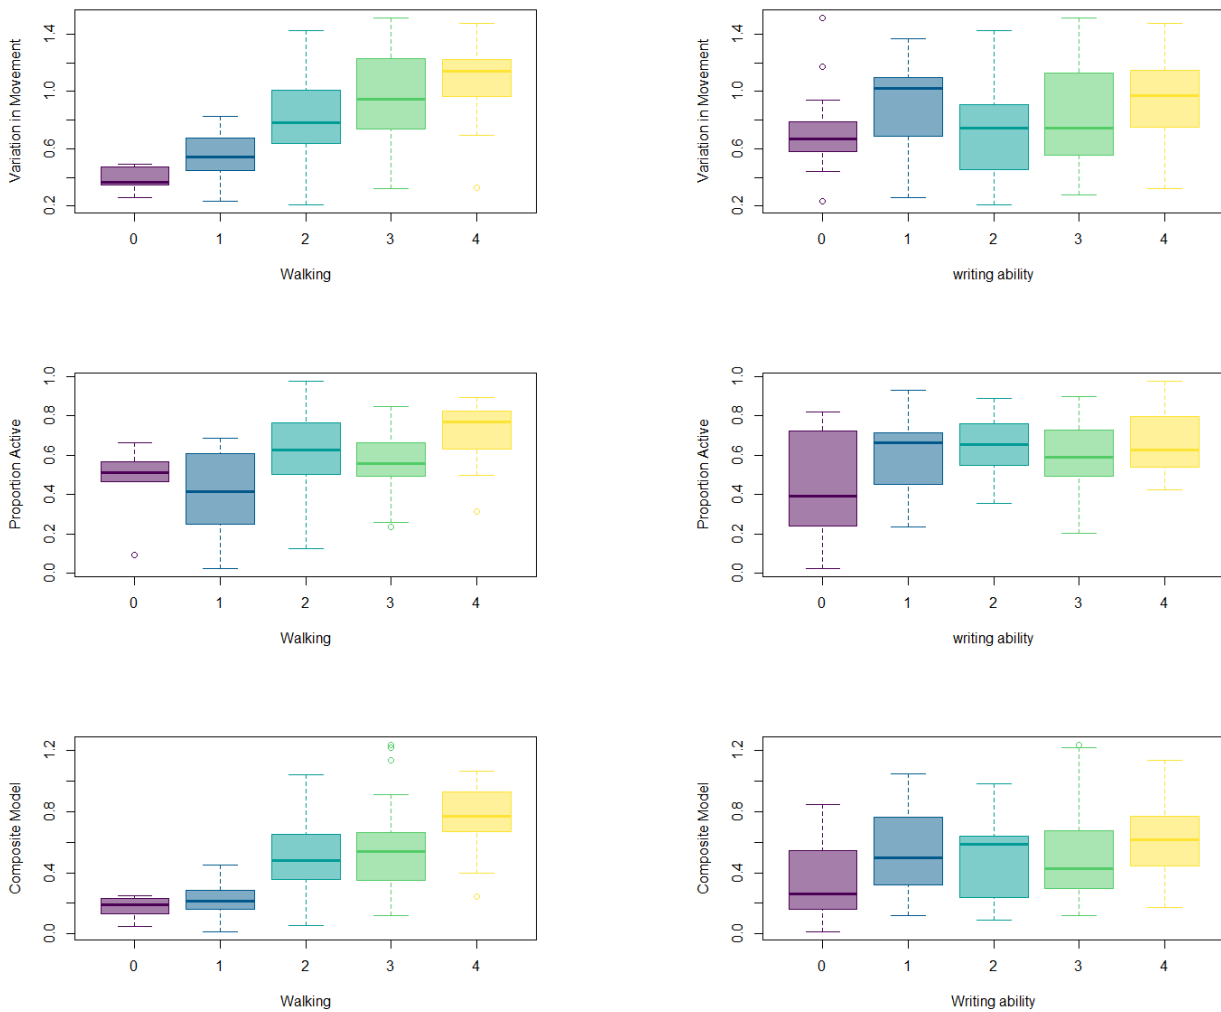 Variation in Movement
0.2 0.6 1.0 1.4
0 1 2 3 4
Walking
Variation in Movement
0.2 0.6 1.0 1.4
0 1 2 3 4
writing ability
Proportion Active
0.0 0.2 0.4 0.6 0.8 1.0
0 1 2 3 4
Walking
Proportion Active
0.0 0.2 0.4 0.6 0.8 1.0
0 1 2 3 4
writing ability
Composite Model
0.0 0.4 0.8 1.2
0 1 2 3 4
Walking
Composite Model
0.0 0.4 0.8 1.2
0 1 2 3 4
Writing ability